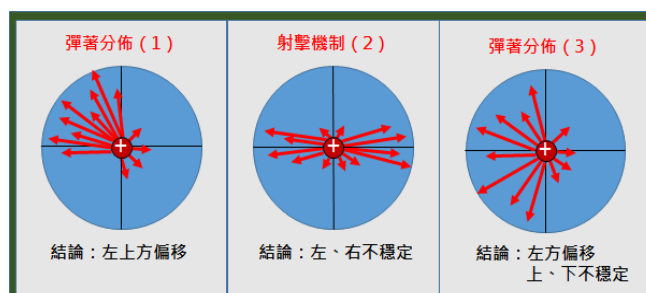 彈著分佈(1)
結論：左上方偏移
射擊機制(2)
結論：左、右不穩定
彈著分佈(3)
結論：左方偏移
上、下不穩定